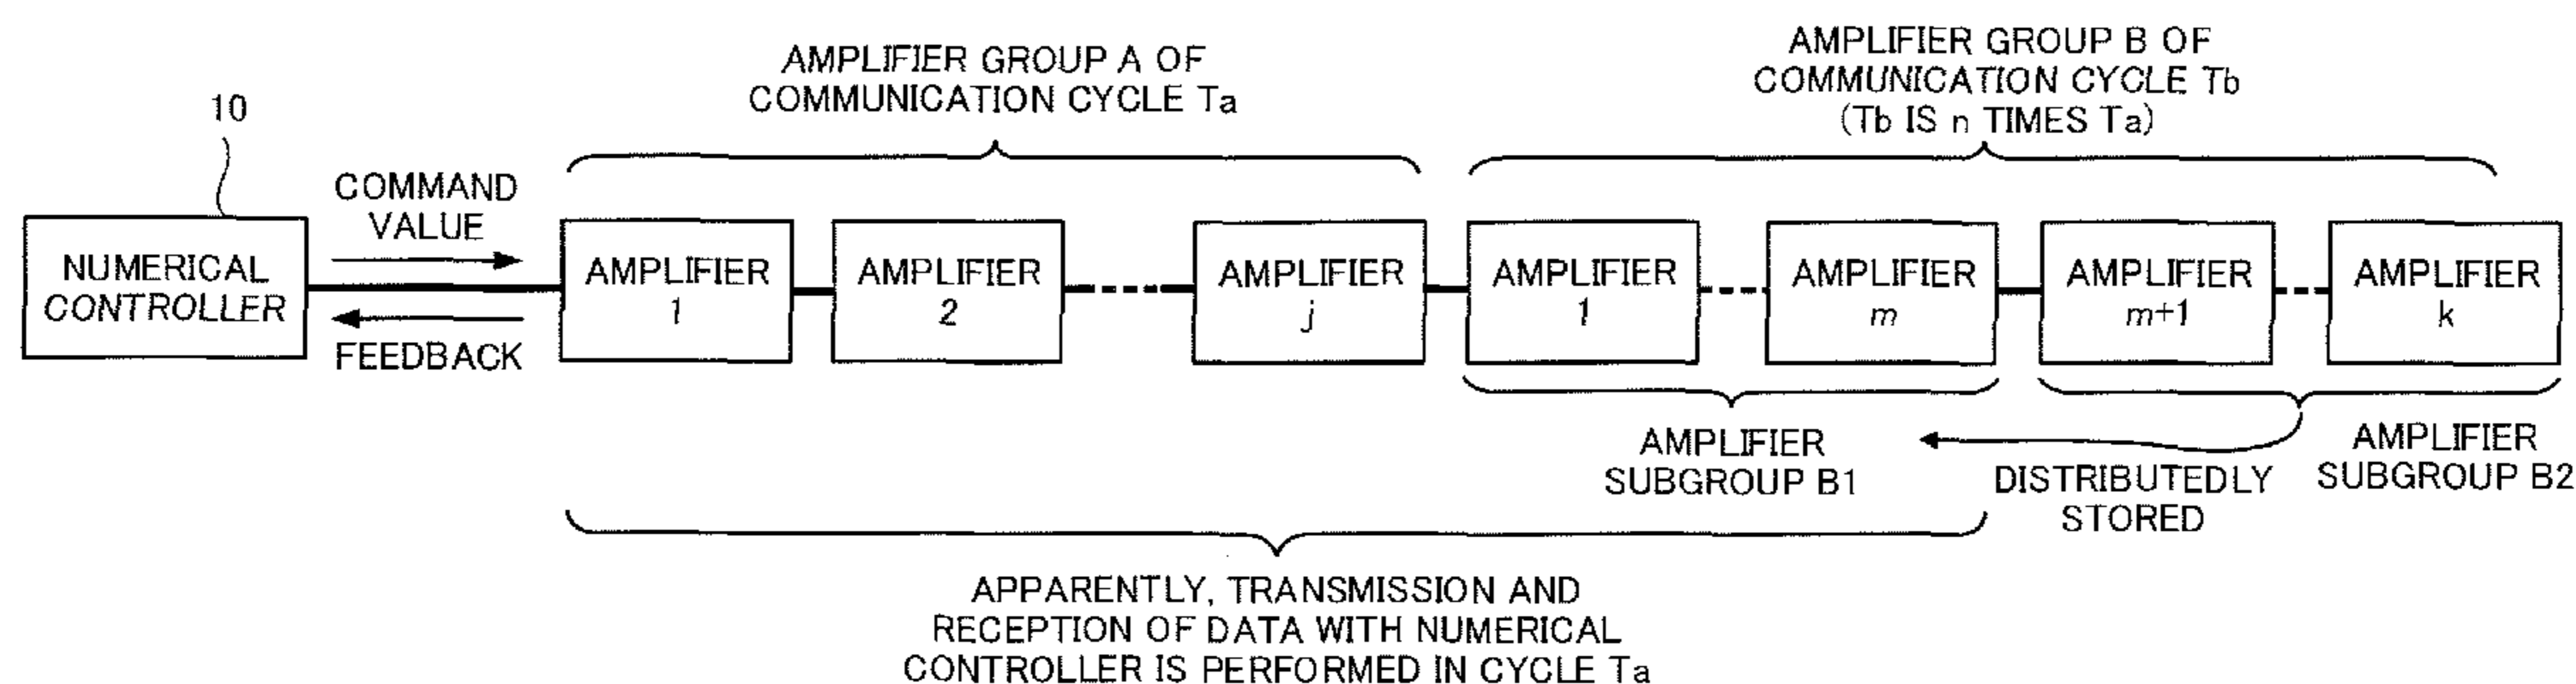 AMPLIFIER GROUP A OF
COMMUNICATION CYCLE Ta
AMPLIFIER GROUP B OF
COMMUNICATION CYCLE Tb
(Tb IS n TIMES Ta)
10
COMMAND
VALUE
FEEDBACK
NUMERICAL
CONTROLLER
AMPLIFIER
1
AMPLIFIER
2
AMPLIFIER
j
AMPLIFIER
1
AMPLIFIER
m
AMPLIFIER
m+1
AMPLIFIER
k
AMPLIFIER
SUBGROUP B1
DISTRIBUTEDLY
STORED
AMPLIFIER
SUBGROUP B2
APPARENTLY, TRANSMISSION AND
RECEPTION OF DATA WITH NUMERICAL
CONTROLLER IS PERFORMED IN CYCLE Ta